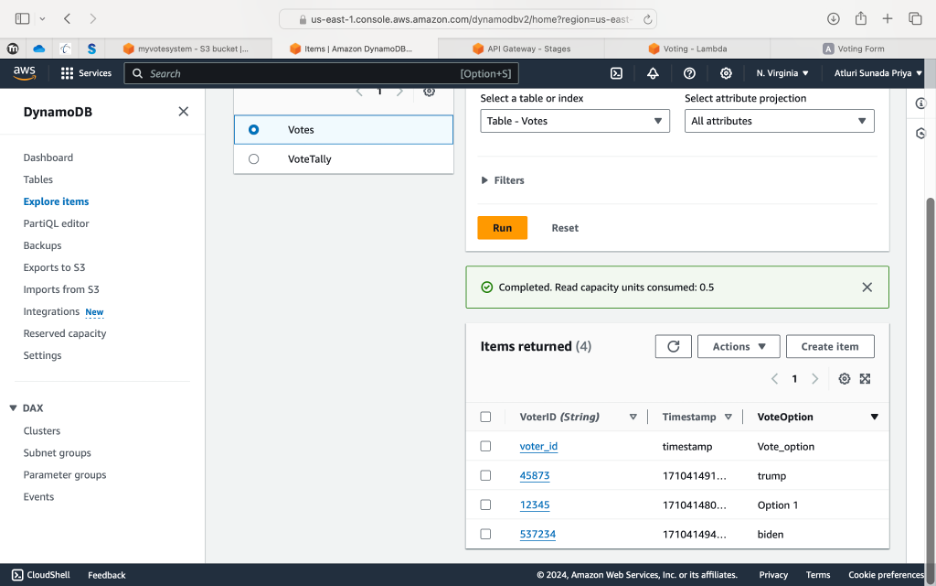 us-east-1.console.aws.amazon.com/dynamodbv2/home?region=us-east-
myvotesystem - S3 bucket |...
Items | Amazon DynamoDB...
API Gateway - Stages
Voting - Lambda
Voting Form
aws
Services
Search
[Option+S]
N. Virginia
Atluri Sunada Priya
DynamoDB
Dashboard
Tables
Explore items
PartiQL editor
Backups
Exports to S3
Imports from S3
Integrations New
Reserved capacity
Settings
DAX
Clusters
Subnet groups
Parameter groups
Events
1
Votes
VoteTally
Select a table or index
Select attribute projection
Table - Votes
All attributes
Filters
Run
Reset
Completed. Read capacity units consumed: 0.5
Items returned (4)
Actions
Create item
1
VoterID (String)
Timestamp
VoteOption
voter_id
timestamp
Vote_option
45873
171041491...
trump
12345
171041480...
Option 1
537234
171041494...
biden
CloudShell
Feedback
© 2024, Amazon Web Services, Inc. or its affiliates.
Privacy
Terms
Cookie preferences